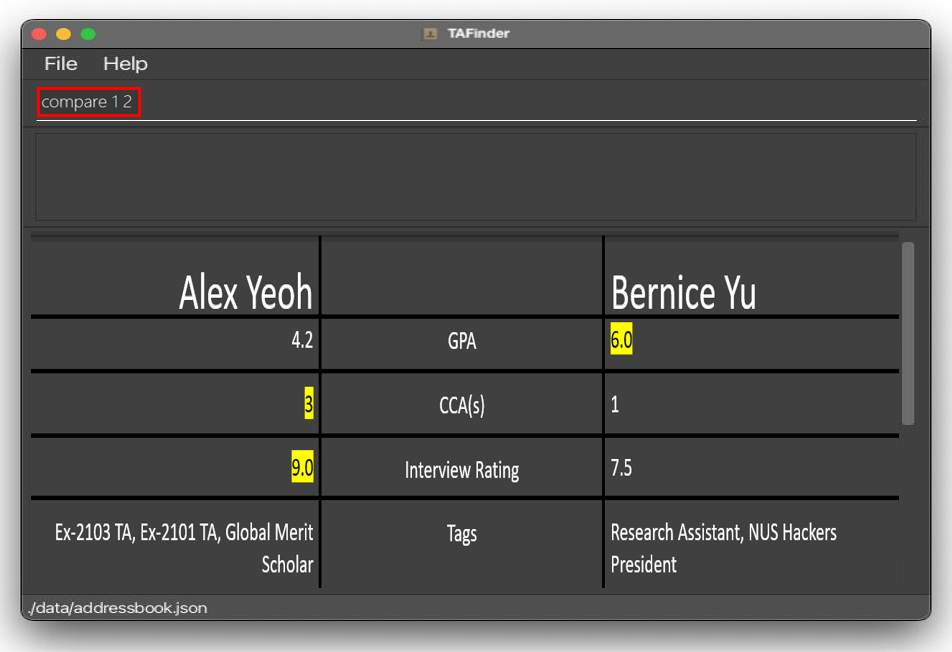 TAFinder
File Help
compare 1 2
Alex Yeoh Bernice Yu
4.2 GPA 6.0
3 CCA(s) 1
9.0 Interview Rating 7.5
Ex-2103 TA, Ex-2101 TA, Global Merit
Scholar
Tags
Research Assistant, NUS Hackers
President
./data/addressbook.json